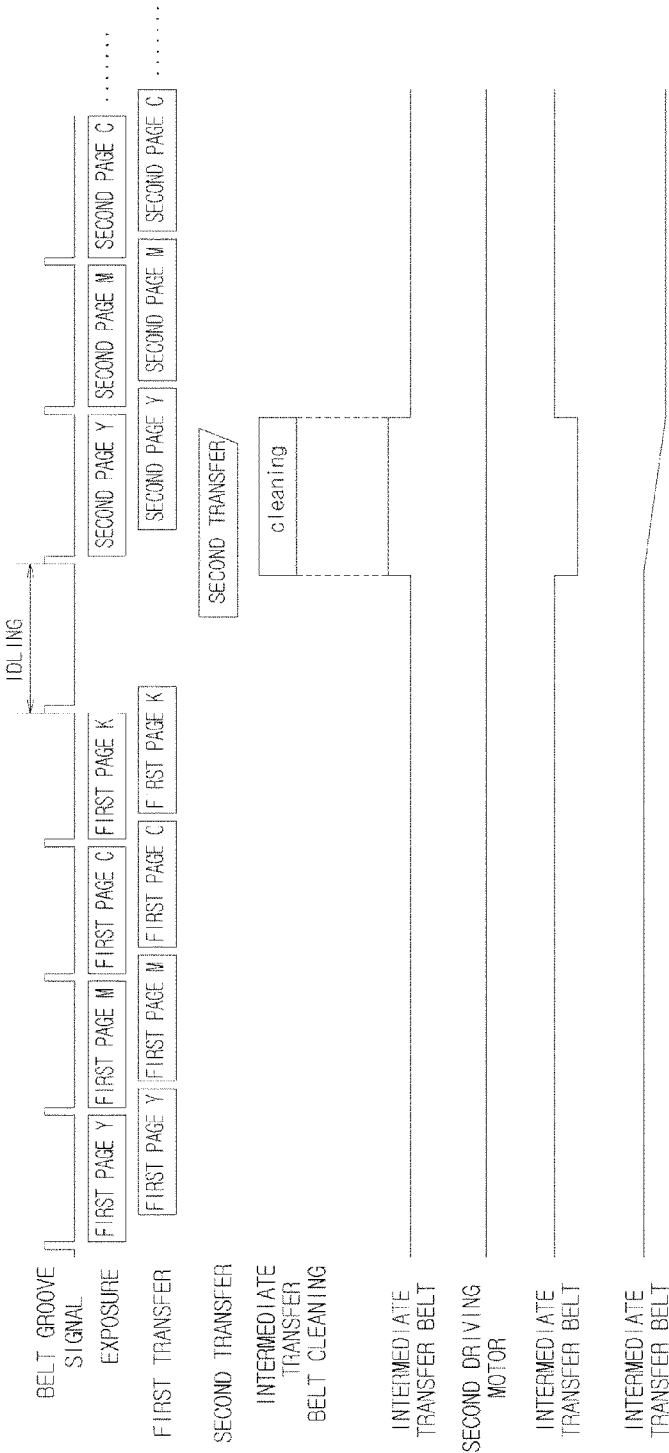 BELT GROOVE
SIGNAL
IDLING
EXPOSURE
FIRST PAGE Y
FIRST PAGE M
FIRST PAGE C
FIRST PAGE K
SECOND PAGE Y
SECOND PAGE M
SECOND PAGE C
.......
FIRST TRANSFER
FIRST PAGE Y
FIRST PAGE M
FIRST PAGE C
FIRST PAGE K
SECOND PAGE Y
SECOND PAGE M
SECOND PAGE C
.......
SECOND TRANSFER
SECOND TRANSFER
INTERMEDIATE
TRANSFER
BELT CLEANING
cleaning
INTERMEDIATE
TRANSFER BELT
SECOND DRIVING
MOTOR
INTERMEDIATE
TRANSFER BELT
INTERMEDIATE
TRANSFER BELT